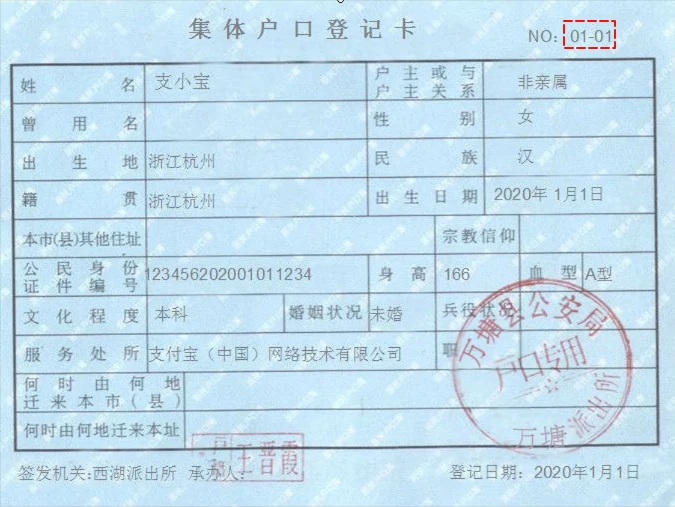 集体户口登记卡
NO： 01-01
姓名 支小宝 户主或与户主关系 非亲属
曾用名 性别 女
出生地 浙江杭州 民族 汉
籍贯 浙江杭州 出生日期 2020年 1月1日
本市(县)其他住址 宗教信仰
公民身份证件编号 123456202001011234 身高 166 血型 A型
文化程度 本科 婚姻状况 未婚 兵役状况
服务处所 支付宝（中国）网络技术有限公司 职
何时由何地迁来本市(县)
何时由何地迁来本址
万塘县公安局
户口专用
万塘派出所
王晋霞
签发机关:西湖派出所 承办人:
登记日期: 2020年1月1日